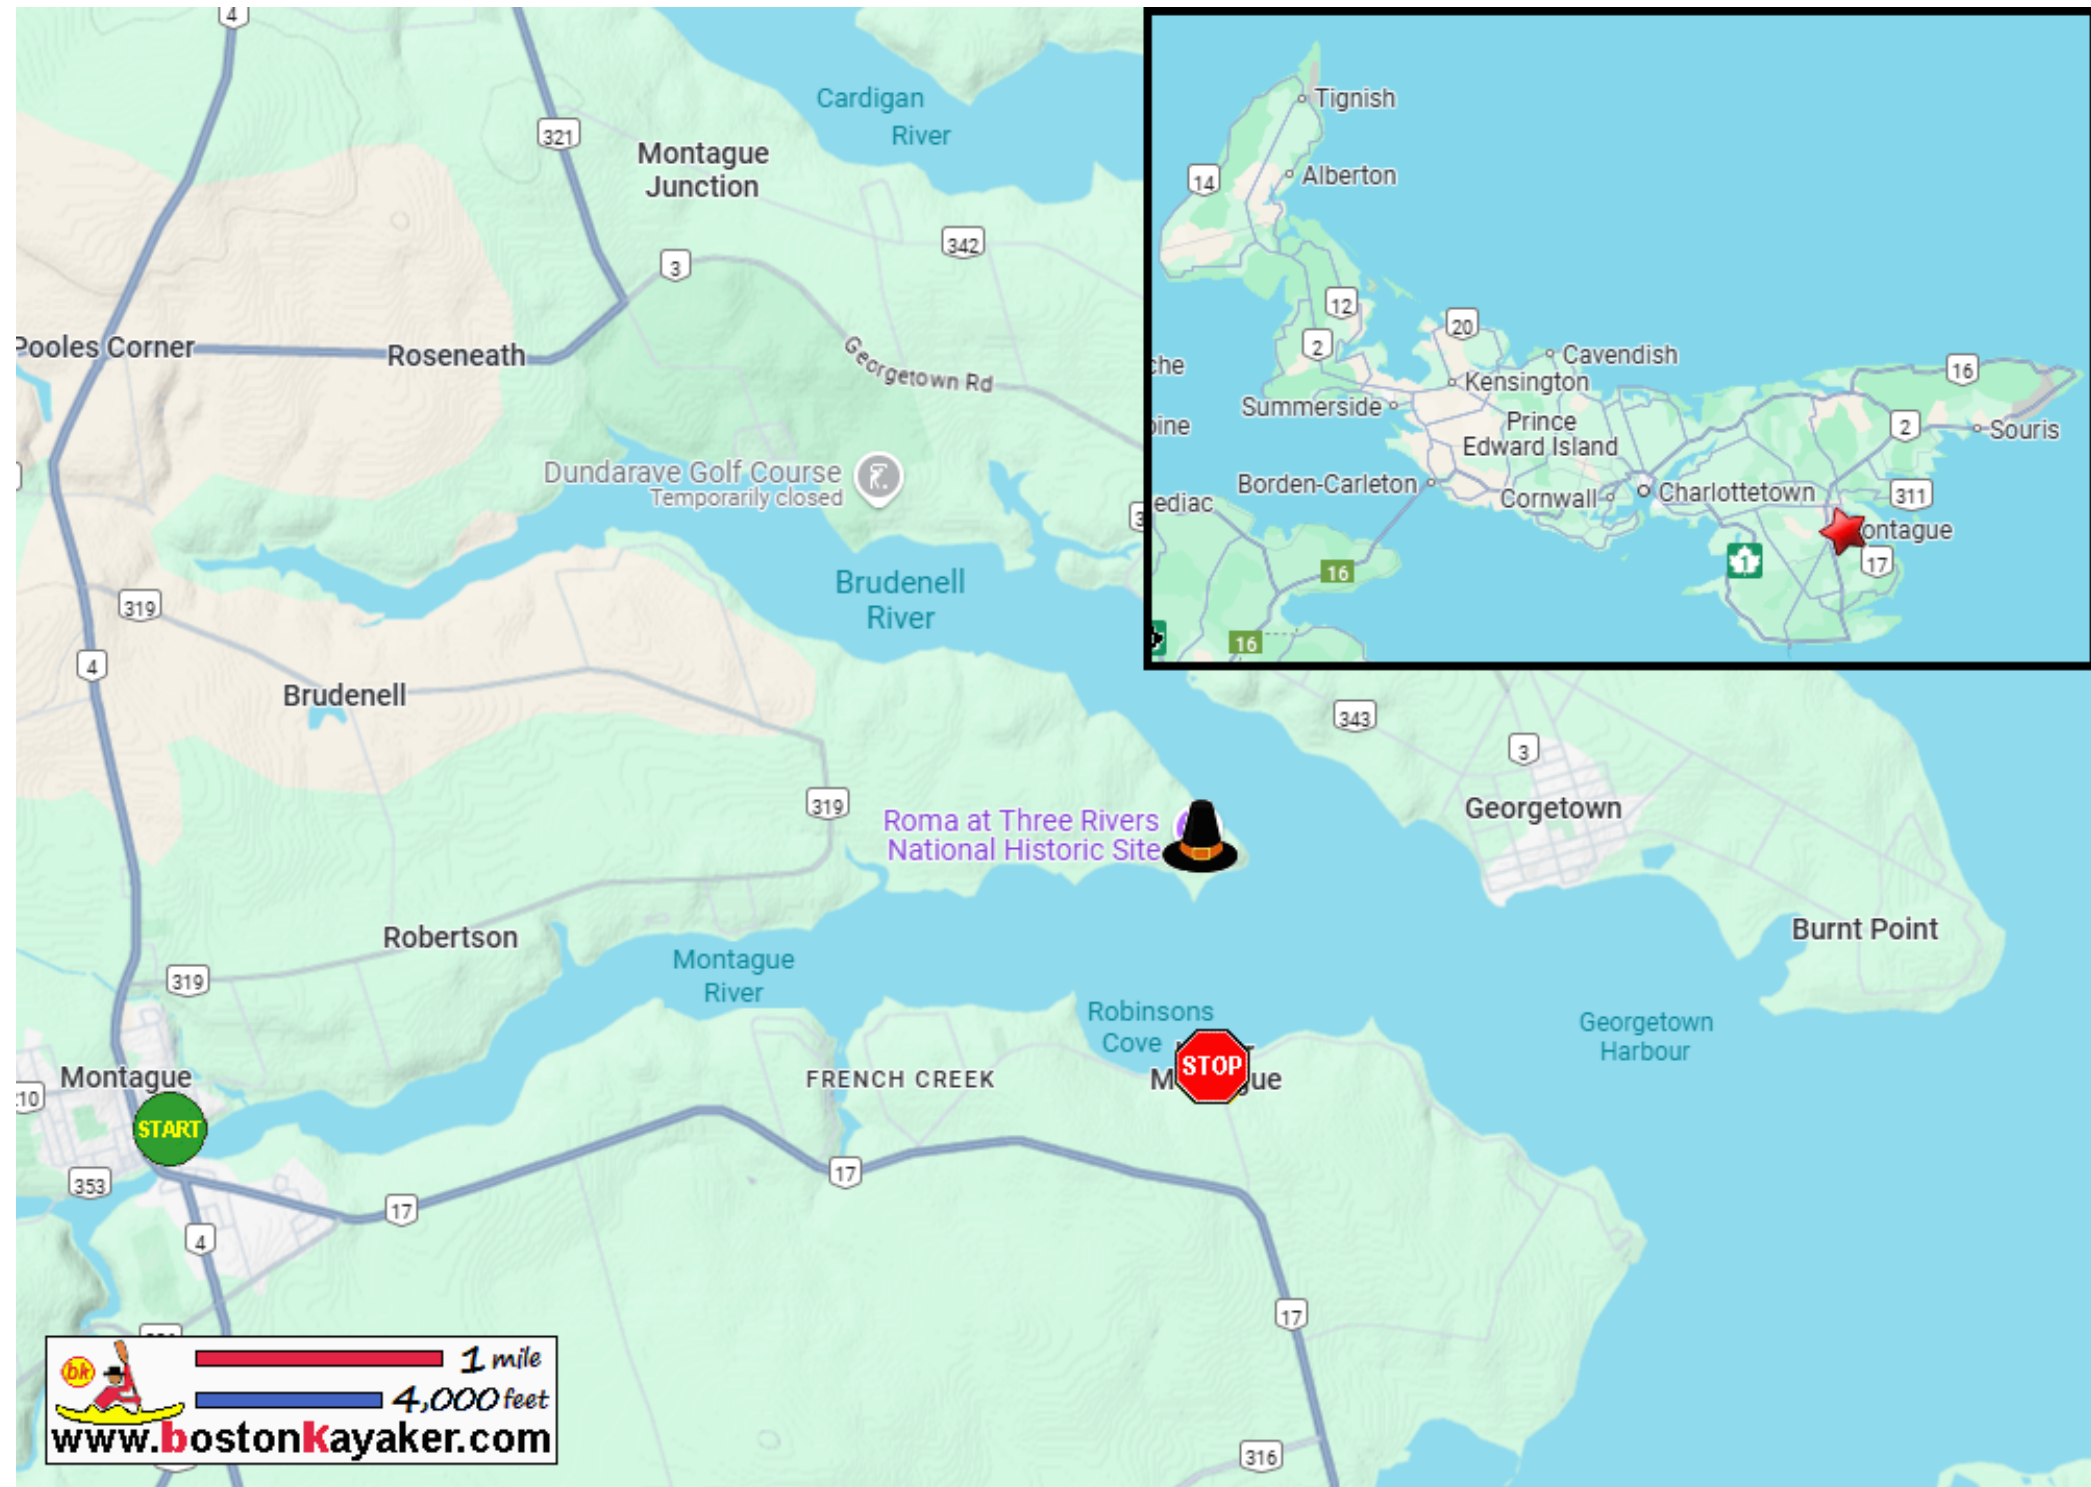 4
Cardigan
River
321
Montague
Junction
342
3
Pooles Corner
Roseneath
Georgetown Rd
Dundarave Golf Course
Temporarily closed
Brudenell
River
319
4
Brudenell
343
3
Georgetown
319
Roma at Three Rivers
National Historic Site
Burnt Point
Robertson
Montague
River
319
Robinsons
Cove
Georgetown
Harbour
Montague
FRENCH CREEK
STOP
START
353
17
17
4
17
316
1 mile
4,000 feet
bk
www.bostonkayaker.com
Tignish
14
Alberton
12
20
2
Cavendish
Kensington
16
Summerside
Prince
Edward Island
2
Souris
Borden-Carleton
Cornwall
Charlottetown
311
ediac
ontague
1
17
16
16